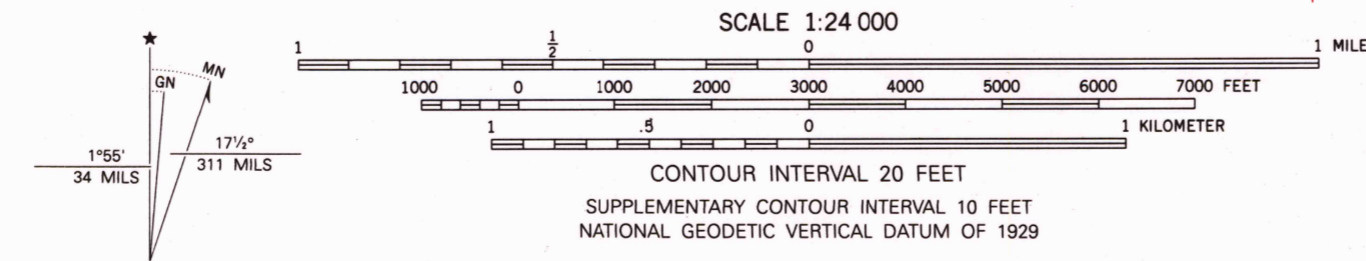 SCALE 1:24 000
1 ½ 0 1 MILE
1000 0 1000 2000 3000 4000 5000 6000 7000 FEET
1 .5 0 1 KILOMETER
CONTOUR INTERVAL 20 FEET
SUPPLEMENTARY CONTOUR INTERVAL 10 FEET
NATIONAL GEODETIC VERTICAL DATUM OF 1929
★
MN
GN
1°55'
34 MILS
17½°
311 MILS